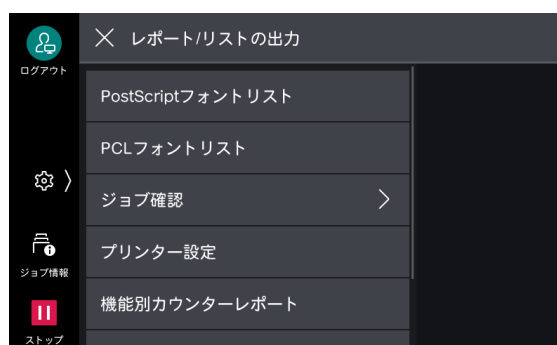 レポート/リストの出力
ログアウト
PostScriptフォントリスト
PCLフォントリスト
ジョブ確認
プリンター設定
ジョブ情報
機能別カウンターレポート
ストップ